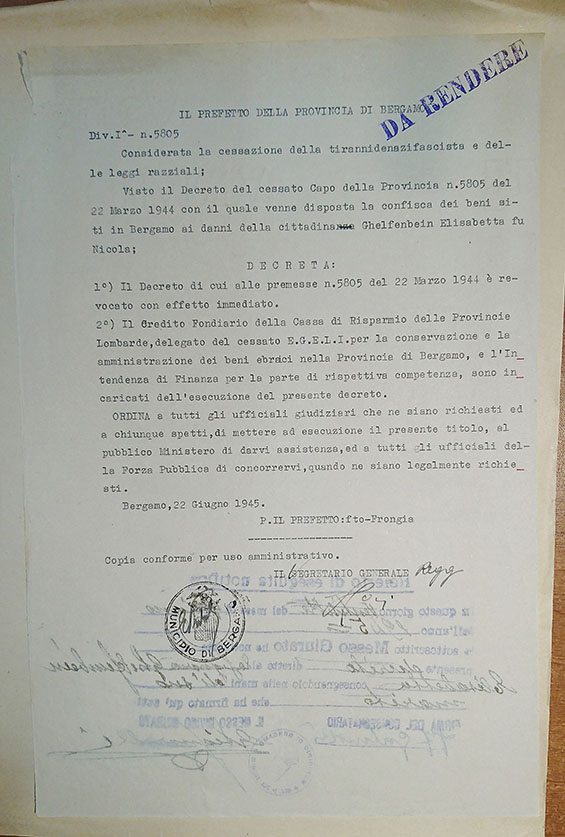 DA RENDERE
IL PREFETTO DELLA PROVINCIA DI BERGAMO
Div.I^- n.5805
Considerata la cessazione della tirannidenazifascista e del-
le leggi razziali;
Visto il Decreto del cessato Capo della Provincia n.5805 del
22 Marzo 1944 con il quale venne disposta la confisca dei beni si-
ti in Bergamo ai danni della cittadina Ghelfenbein Elisabetta fu
Nicola;
D E C R E T A:
1°) Il Decreto di cui alle premesse n.5805 del 22 Marzo 1944 è re-
vocato con effetto immediato.
2°) Il Credito Fondiario della Cassa di Risparmio delle Provincie
Lombarde,delegato del cessato E.G.E.L.I.per la conservazione e la
amministrazione dei beni ebraci nella Provincia di Bergamo, e l'In_
tendenza di Finanza per la parte di rispettiva competenza, sono in_
caricati dell'esecuzione del presente decreto.
ORDINA a tutti gli ufficiali giudiziari che ne siano richiesti ed
a chiunque spetti,di mettere ad esecuzione il presente titolo, al
pubblico Ministero di darvi assistenza,ed a tutti gli ufficiali del-
la Forza Pubblica di concorrervi,quando ne siano legalmente richie_
sti.
Bergamo,22 Giugno 1945.
P.IL PREFETTO:fto-Frongia
Copia conforme per uso amministrativo.
IL SEGRETARIO GENERALE
MUNICIPIO DI BERGAMO